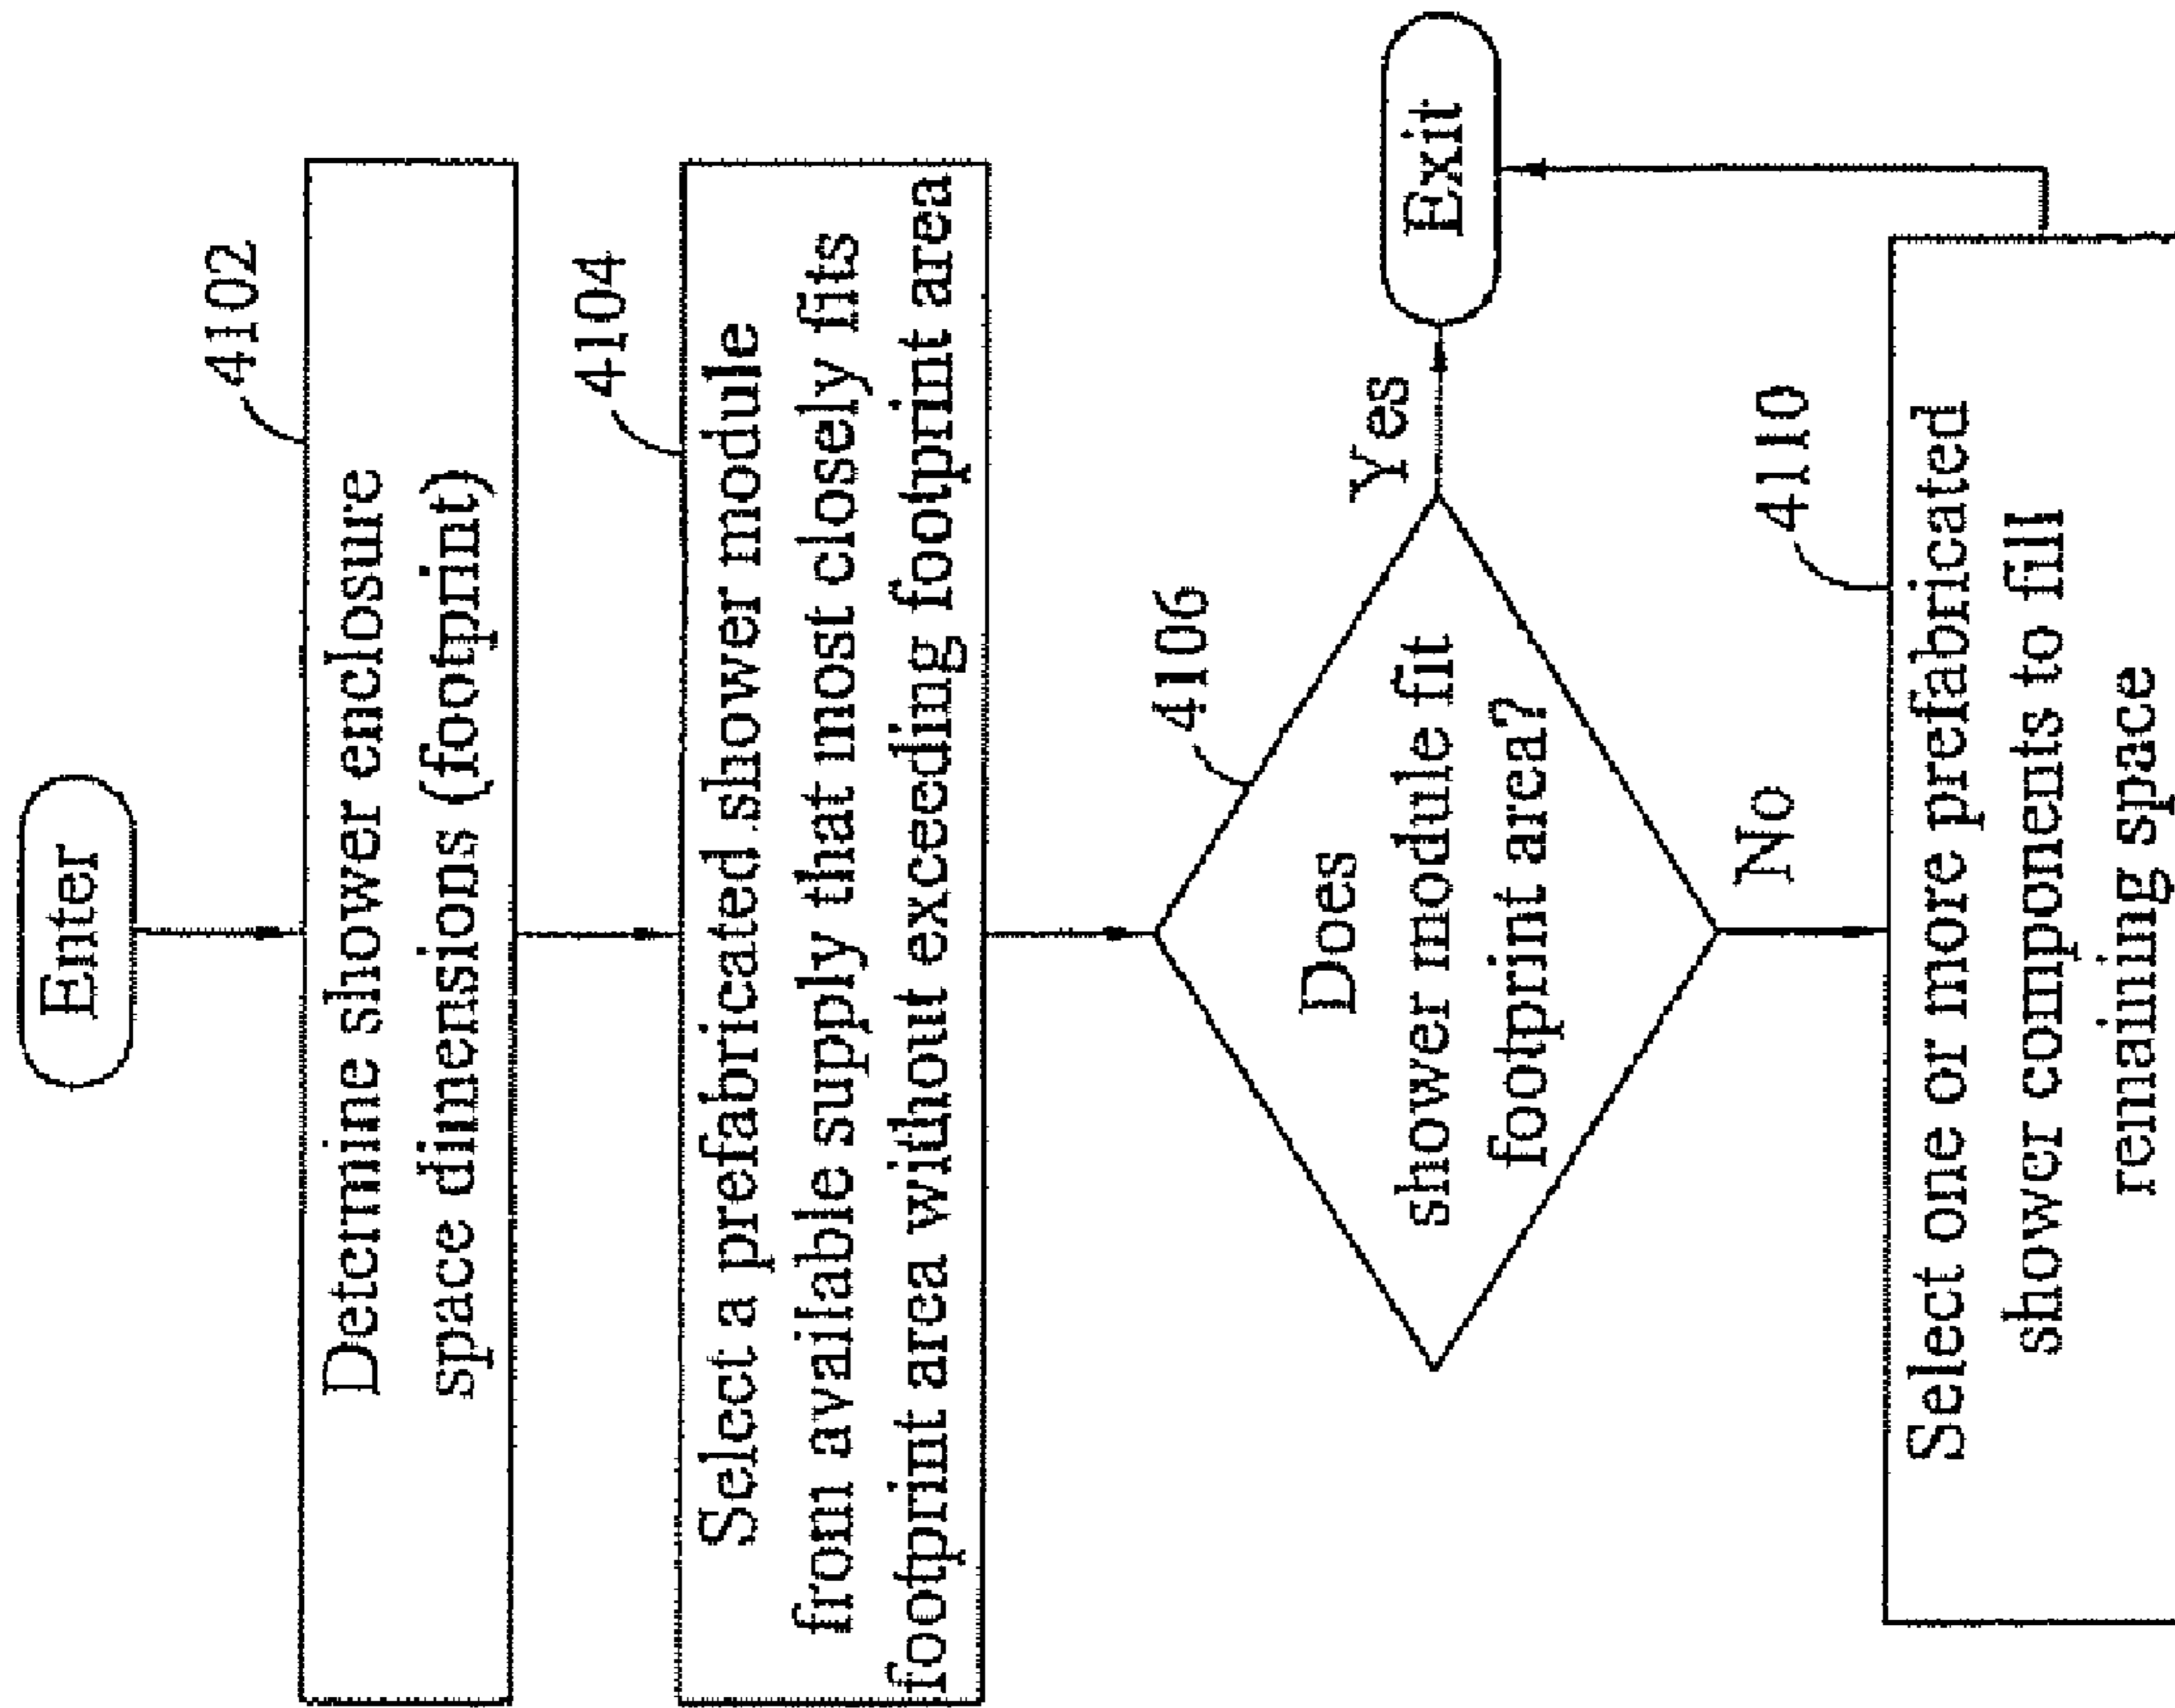 Enter
4102
Determine shower enclosure
space dimensions (footprint)
4104
Select a prefabricated shower module
from available supply that most closely fits
footprint area without exceeding footprint area
4106
Does
shower module fit
footprint area?
Yes
Exit
No
4110
Select one or more prefabricated
shower components to fill
remaining space